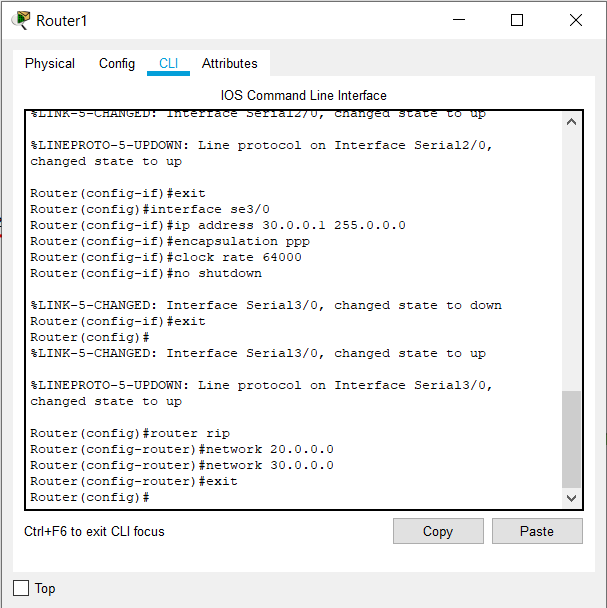 Router1
Physical Config CLI Attributes
IOS Command Line Interface
%LINK-5-CHANGED: Interface Serial2/0, changed state to up
%LINEPROTO-5-UPDOWN: Line protocol on Interface Serial2/0,
changed state to up
Router(config-if)#exit
Router(config)#interface se3/0
Router(config-if)#ip address 30.0.0.1 255.0.0.0
Router(config-if)#encapsulation ppp
Router(config-if)#clock rate 64000
Router(config-if)#no shutdown
%LINK-5-CHANGED: Interface Serial3/0, changed state to down
Router(config-if)#exit
Router(config)#
%LINK-5-CHANGED: Interface Serial3/0, changed state to up
%LINEPROTO-5-UPDOWN: Line protocol on Interface Serial3/0,
changed state to up
Router(config)#router rip
Router(config-router)#network 20.0.0.0
Router(config-router)#network 30.0.0.0
Router(config-router)#exit
Router(config)#
Ctrl+F6 to exit CLI focus Copy Paste
Top